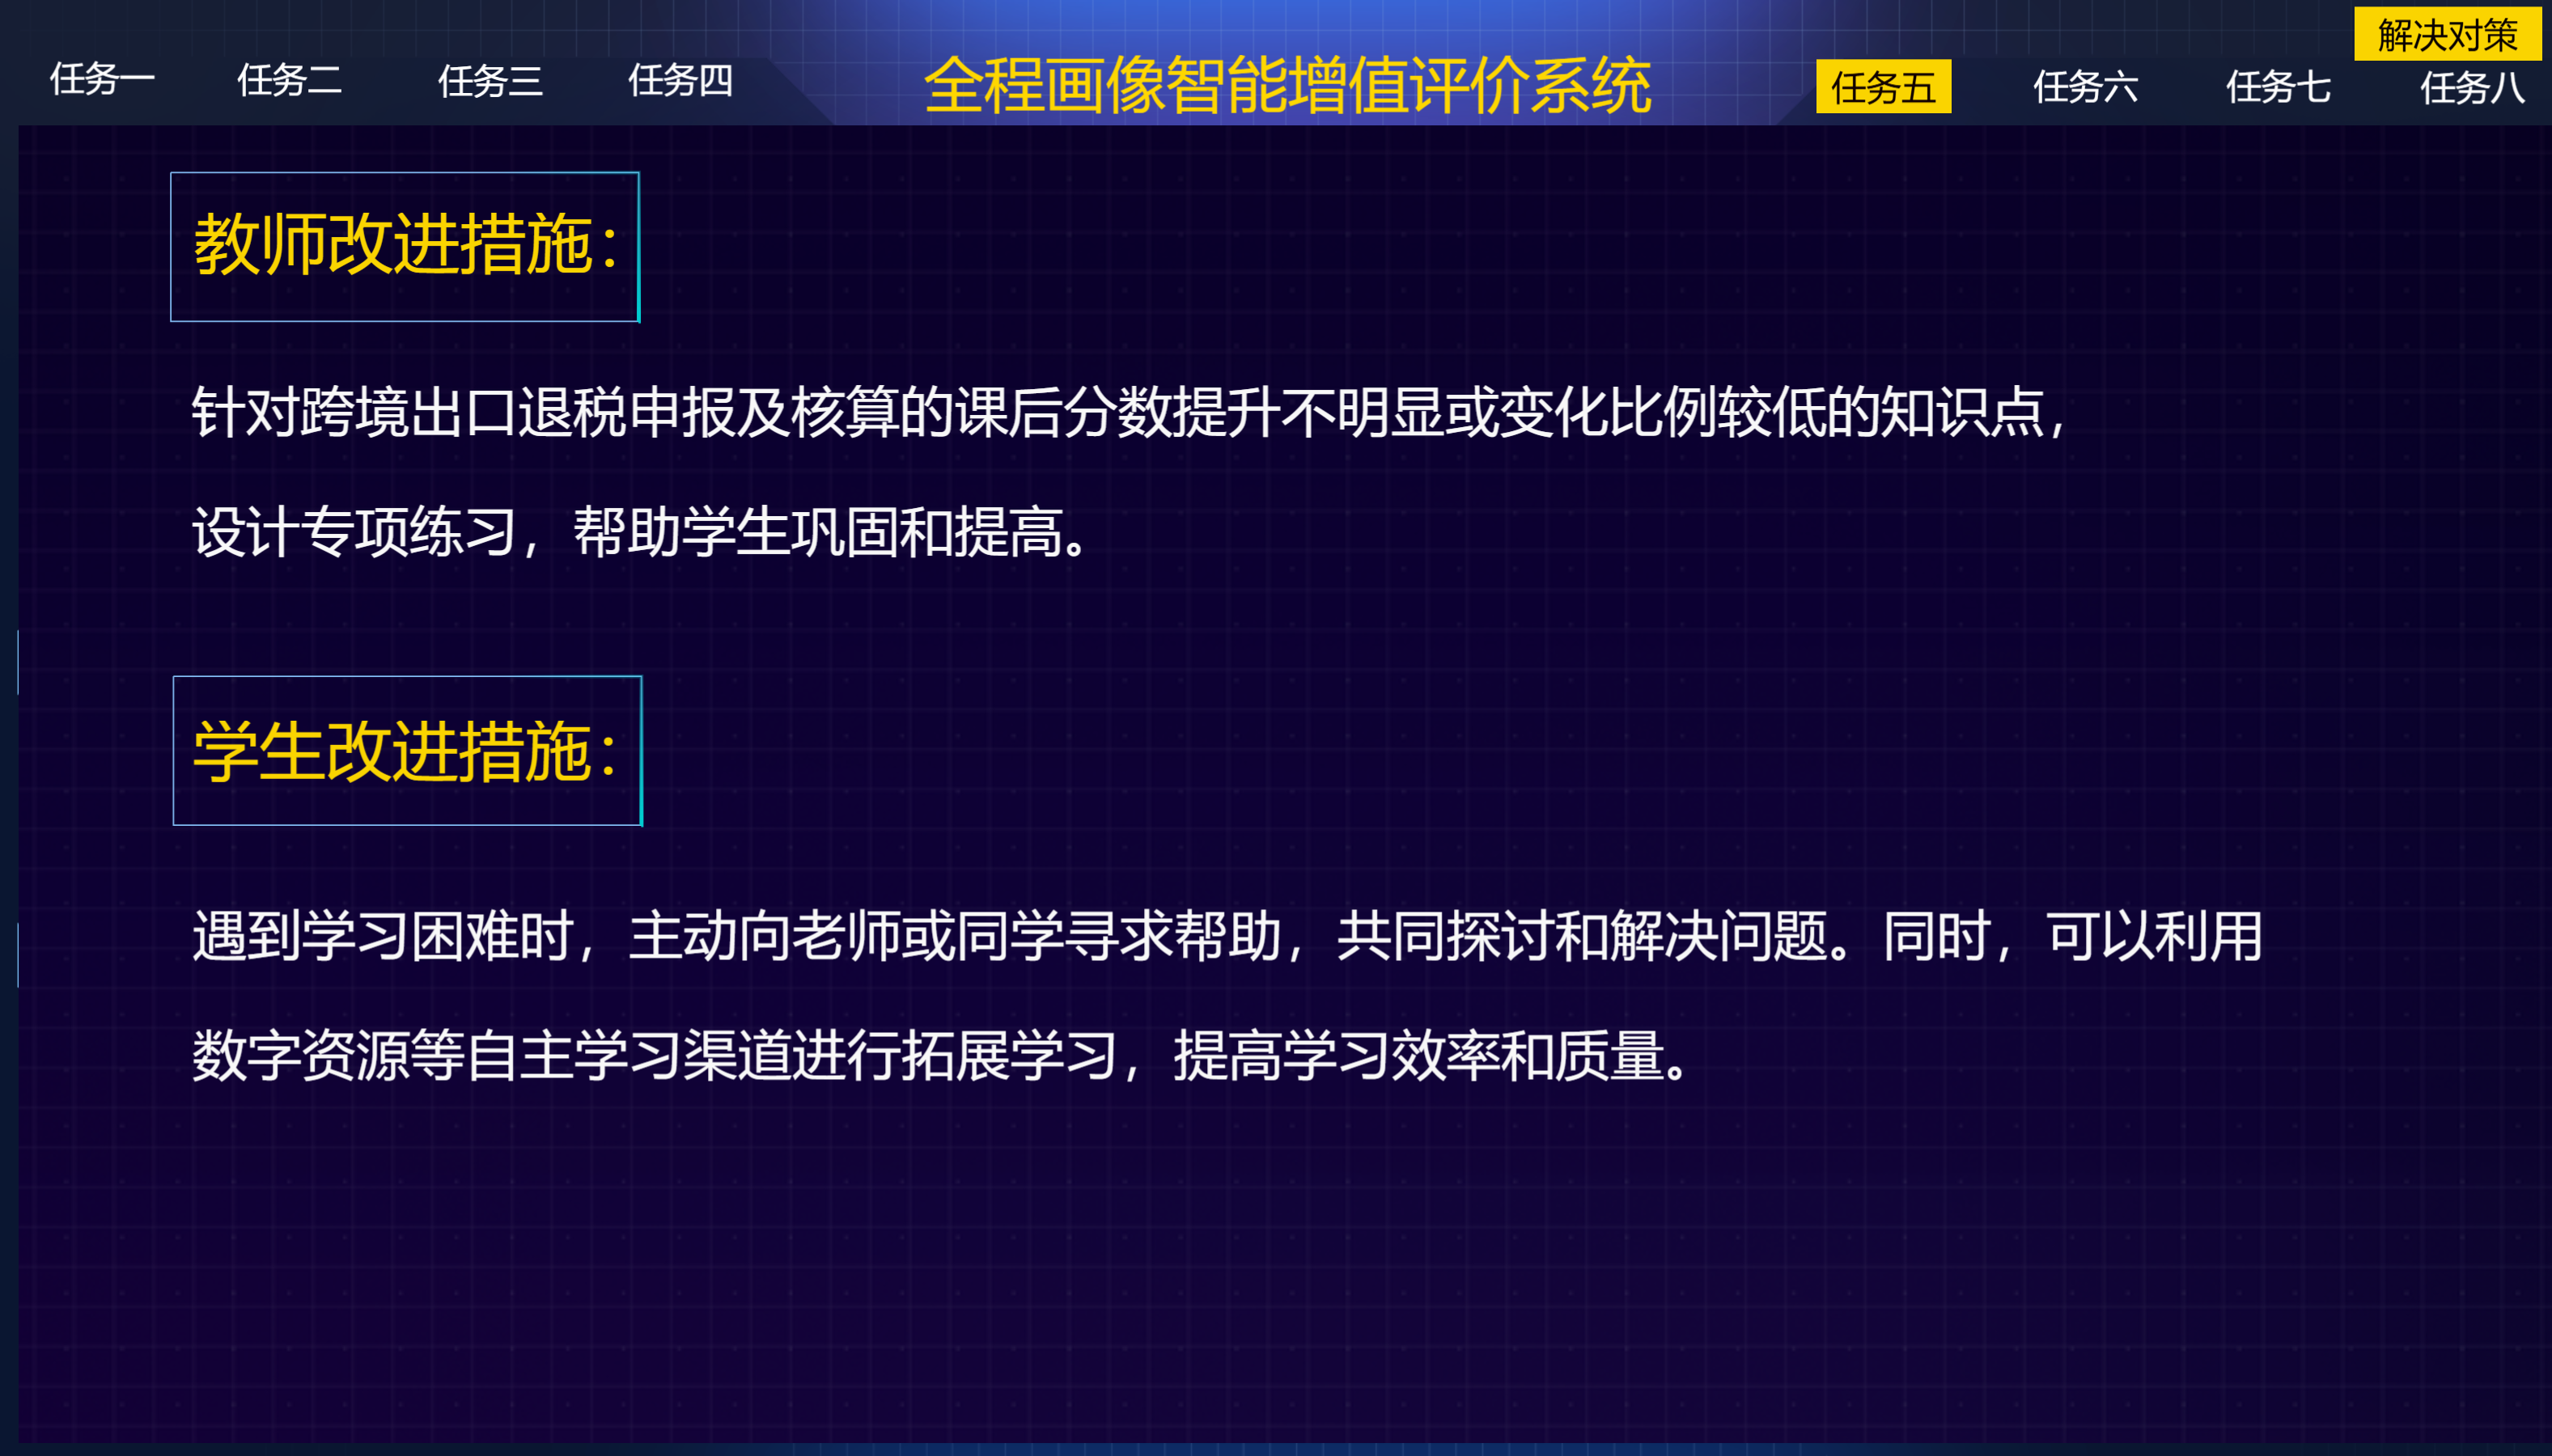 解决对策
任务一 任务二 任务三 任务四 全程画像智能增值评价系统 任务五 任务六 任务七 任务八
教师改进措施：
针对跨境出口退税申报及核算的课后分数提升不明显或变化比例较低的知识点，
设计专项练习，帮助学生巩固和提高。
学生改进措施：
遇到学习困难时，主动向老师或同学寻求帮助，共同探讨和解决问题。同时，可以利用
数字资源等自主学习渠道进行拓展学习，提高学习效率和质量。